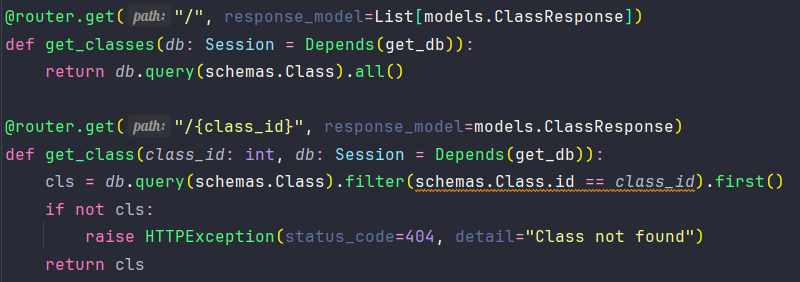 @router.get( path: "/", response_model=List[models.ClassResponse])
def get_classes(db: Session = Depends(get_db)):
    return db.query(schemas.Class).all()

@router.get( path: "/{class_id}", response_model=models.ClassResponse)
def get_class(class_id: int, db: Session = Depends(get_db)):
    cls = db.query(schemas.Class).filter(schemas.Class.id == class_id).first()
    if not cls:
        raise HTTPException(status_code=404, detail="Class not found")
    return cls